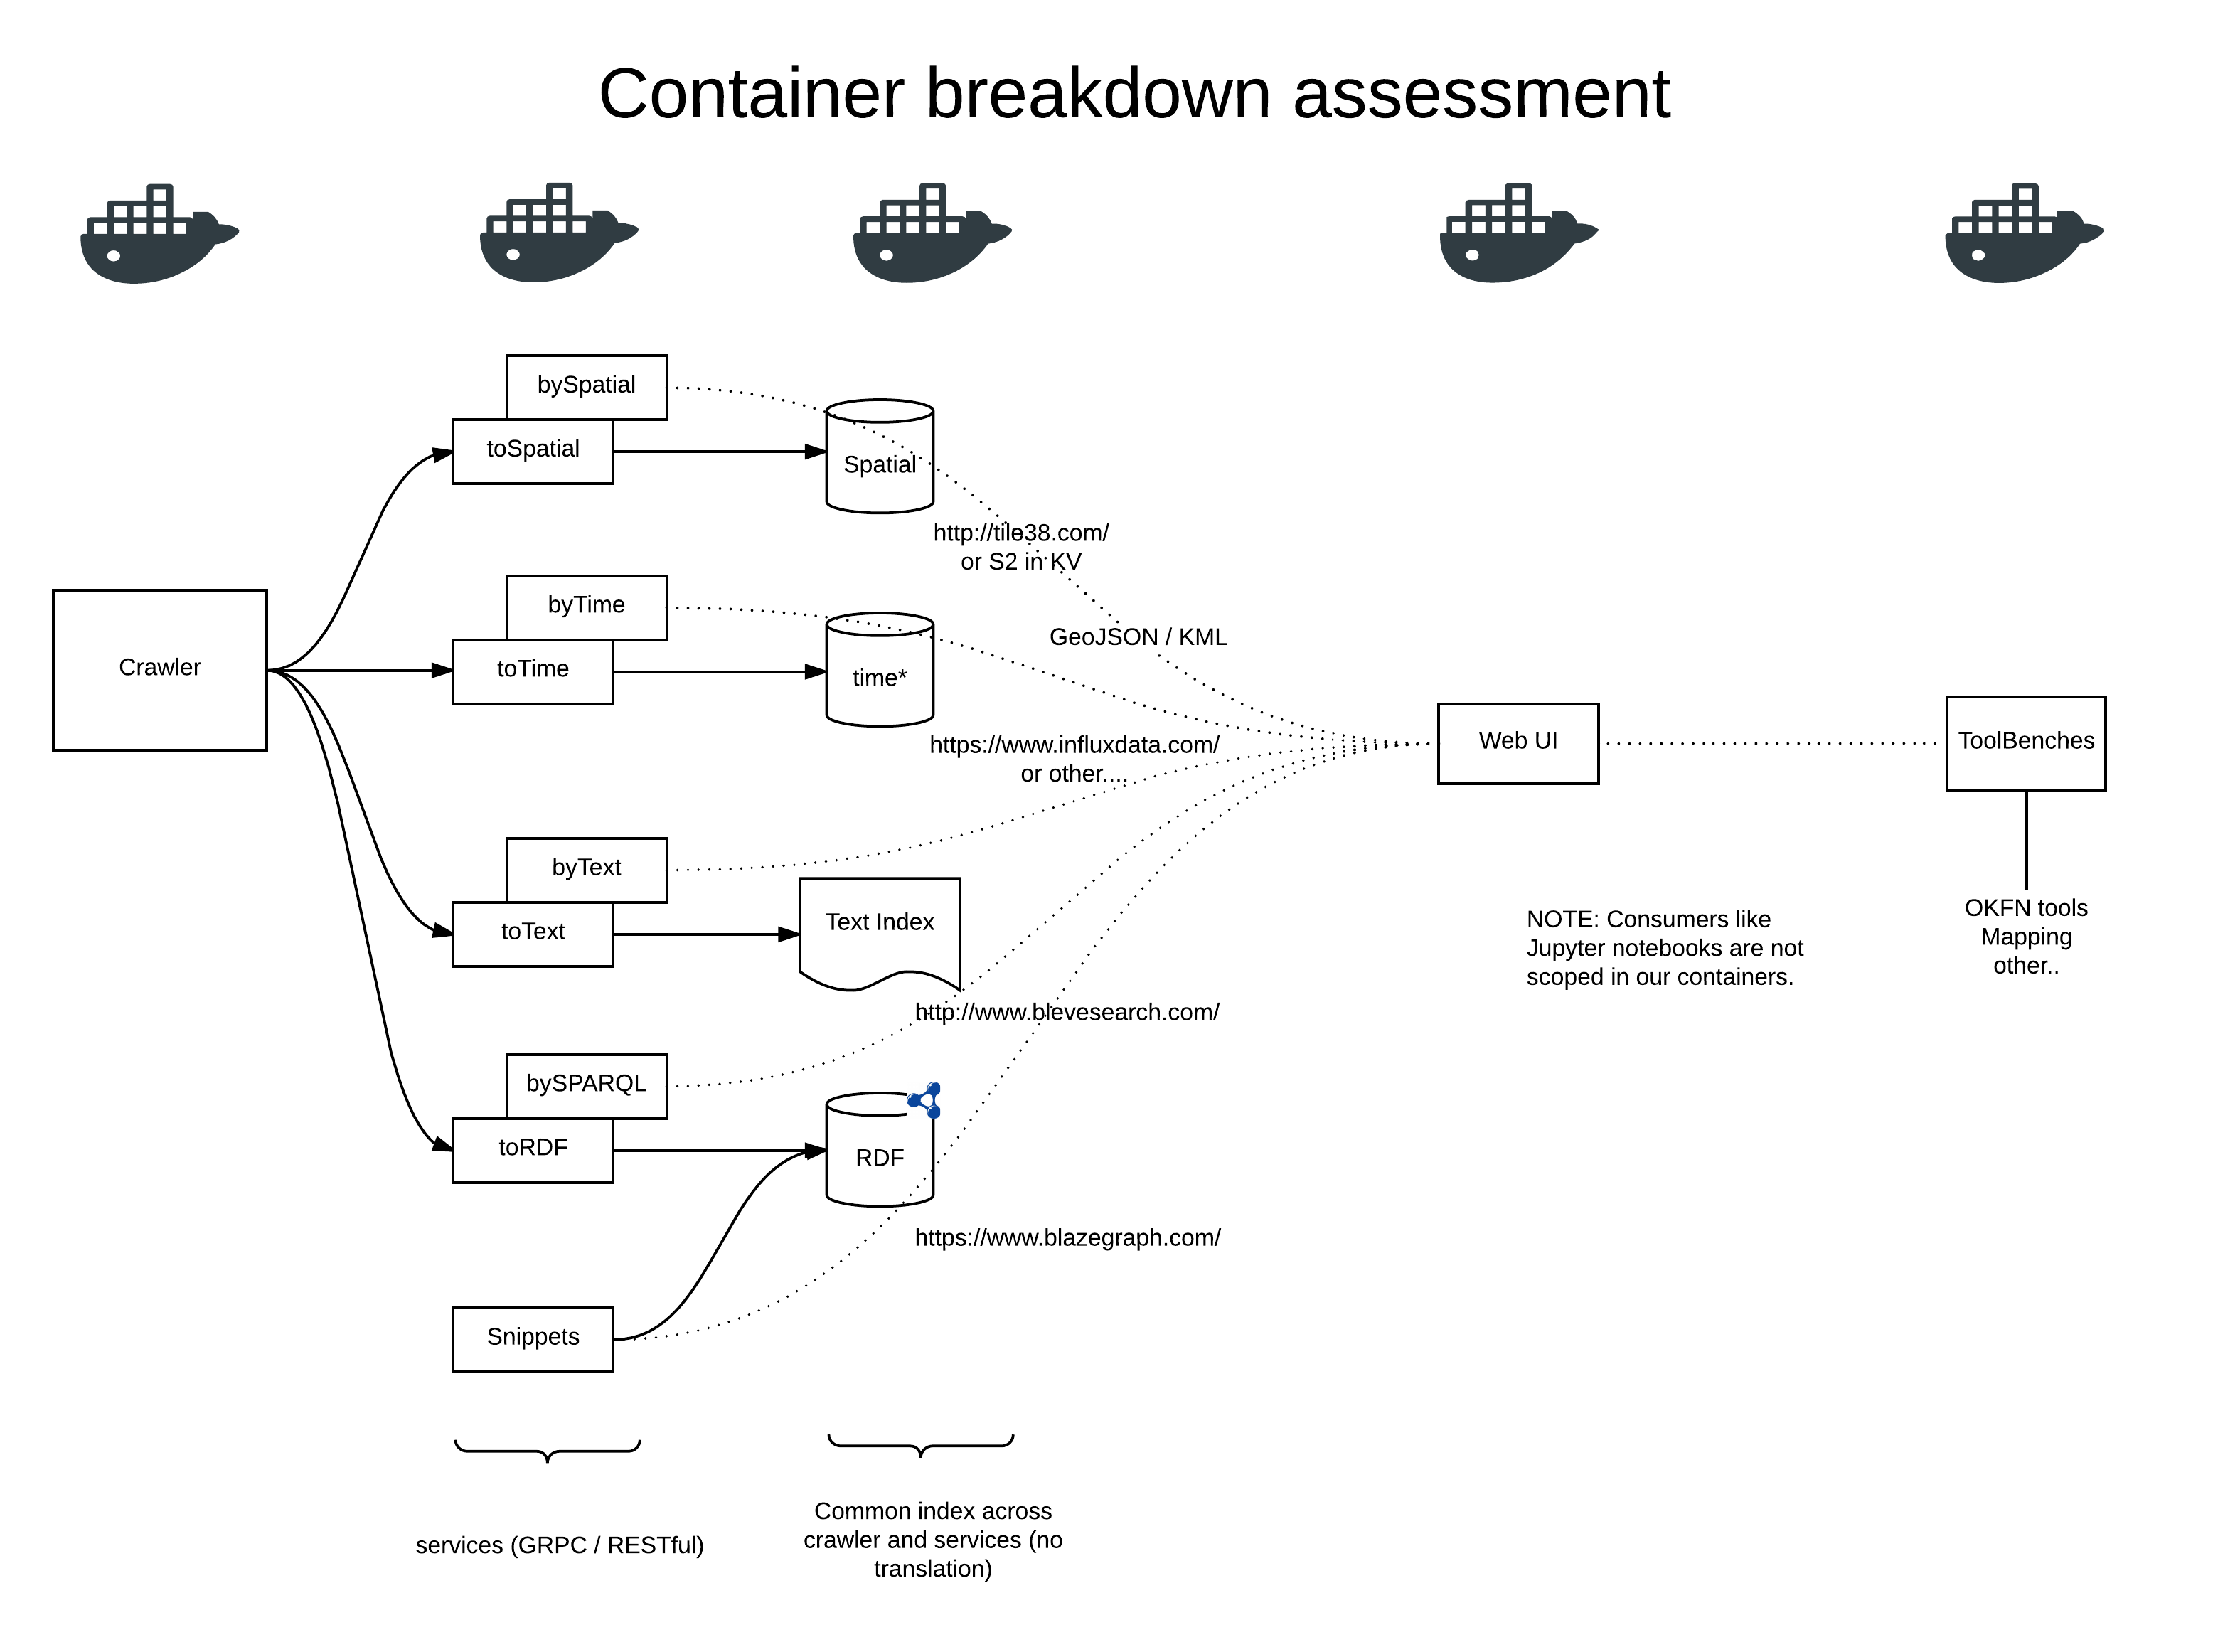 Container breakdown assessment
bySpatial
toSpatial
Spatial
http://tile38.com/
or S2 in KV
byTime
toTime
time*
GeoJSON / KML
Crawler
https://www.influxdata.com/
or other....
Web UI
ToolBenches
byText
toText
Text Index
NOTE: Consumers like
Jupyter notebooks are not
scoped in our containers.
OKFN tools
Mapping
other..
http://www.blevesearch.com/
bySPARQL
toRDF
RDF
https://www.blazegraph.com/
Snippets
services (GRPC / RESTful)
Common index across
crawler and services (no
translation)